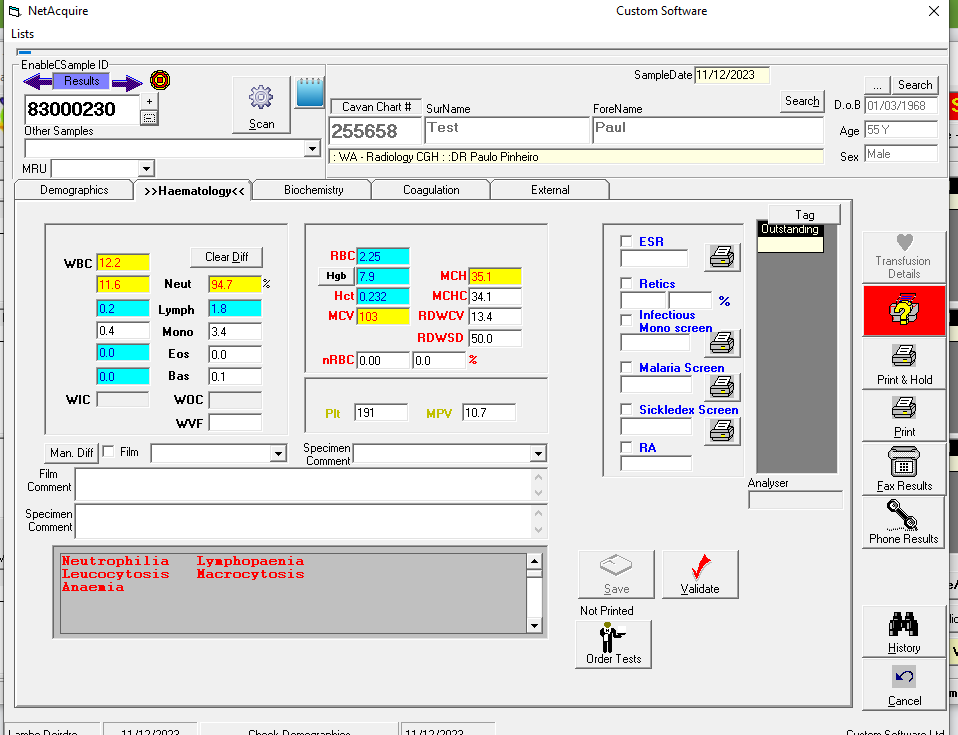 NetAcquire
Custom Software
Lists
EnableCSample ID
Results
83000230
+
...
Other Samples
MRU
Scan
SampleDate 11/12/2023
Cavan Chart # SurName ForeName
Search
255658 Test Paul
: WA - Radiology CGH : :DR Paulo Pinheiro
... Search
D.o.B 01/03/1968
Age 55Y
Sex Male
Demographics >>Haematology<< Biochemistry Coagulation External
WBC 12.2 Clear Diff
11.6 Neut 94.7 %
0.2 Lymph 1.8
0.4 Mono 3.4
0.0 Eos 0.0
0.0 Bas 0.1
WIC WOC
WVF
RBC 2.25
Hgb 7.9 MCH 35.1
Hct 0.232 MCHC 34.1
MCV 103 RDWCV 13.4
RDWSD 50.0
nRBC 0.00 0.0 %
Plt 191 MPV 10.7
ESR
Retics
%
Infectious
Mono screen
Malaria Screen
Sickledex Screen
RA
Tag
Outstanding
Analyser
Man. Diff Film
Specimen
Comment
Film
Comment
Specimen
Comment
Neutrophilia Lymphopaenia
Leucocytosis Macrocytosis
Anaemia
Save
Validate
Not Printed
Order Tests
Transfusion
Details
Print & Hold
Print
Fax Results
Phone Results
History
Cancel
Lambe Deirdre 11/12/2023 Check Demographics 11/12/2023 Custom Software Ltd